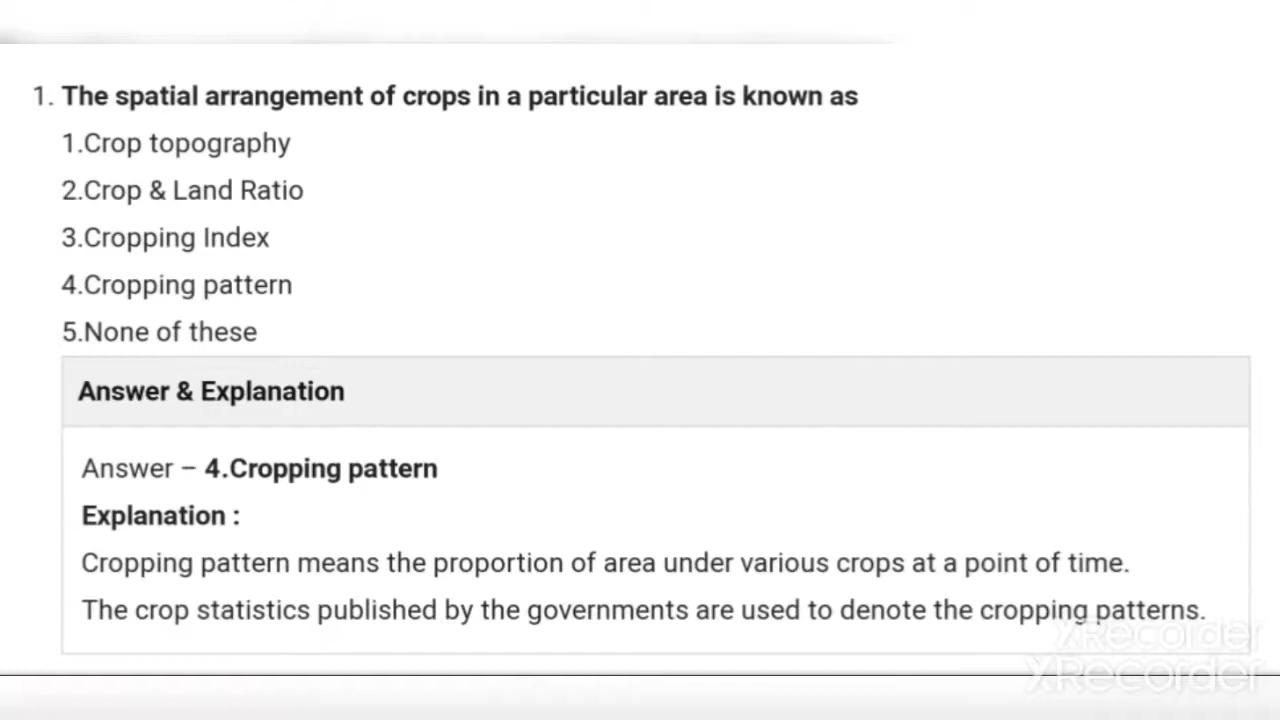 1. The spatial arrangement of crops in a particular area is known as
1.Crop topography
2.Crop & Land Ratio
3.Cropping Index
4.Cropping pattern
5.None of these
Answer & Explanation
Answer – 4.Cropping pattern
Explanation :
Cropping pattern means the proportion of area under various crops at a point of time.
The crop statistics published by the governments are used to denote the cropping patterns.
XRecorder
XRecorder